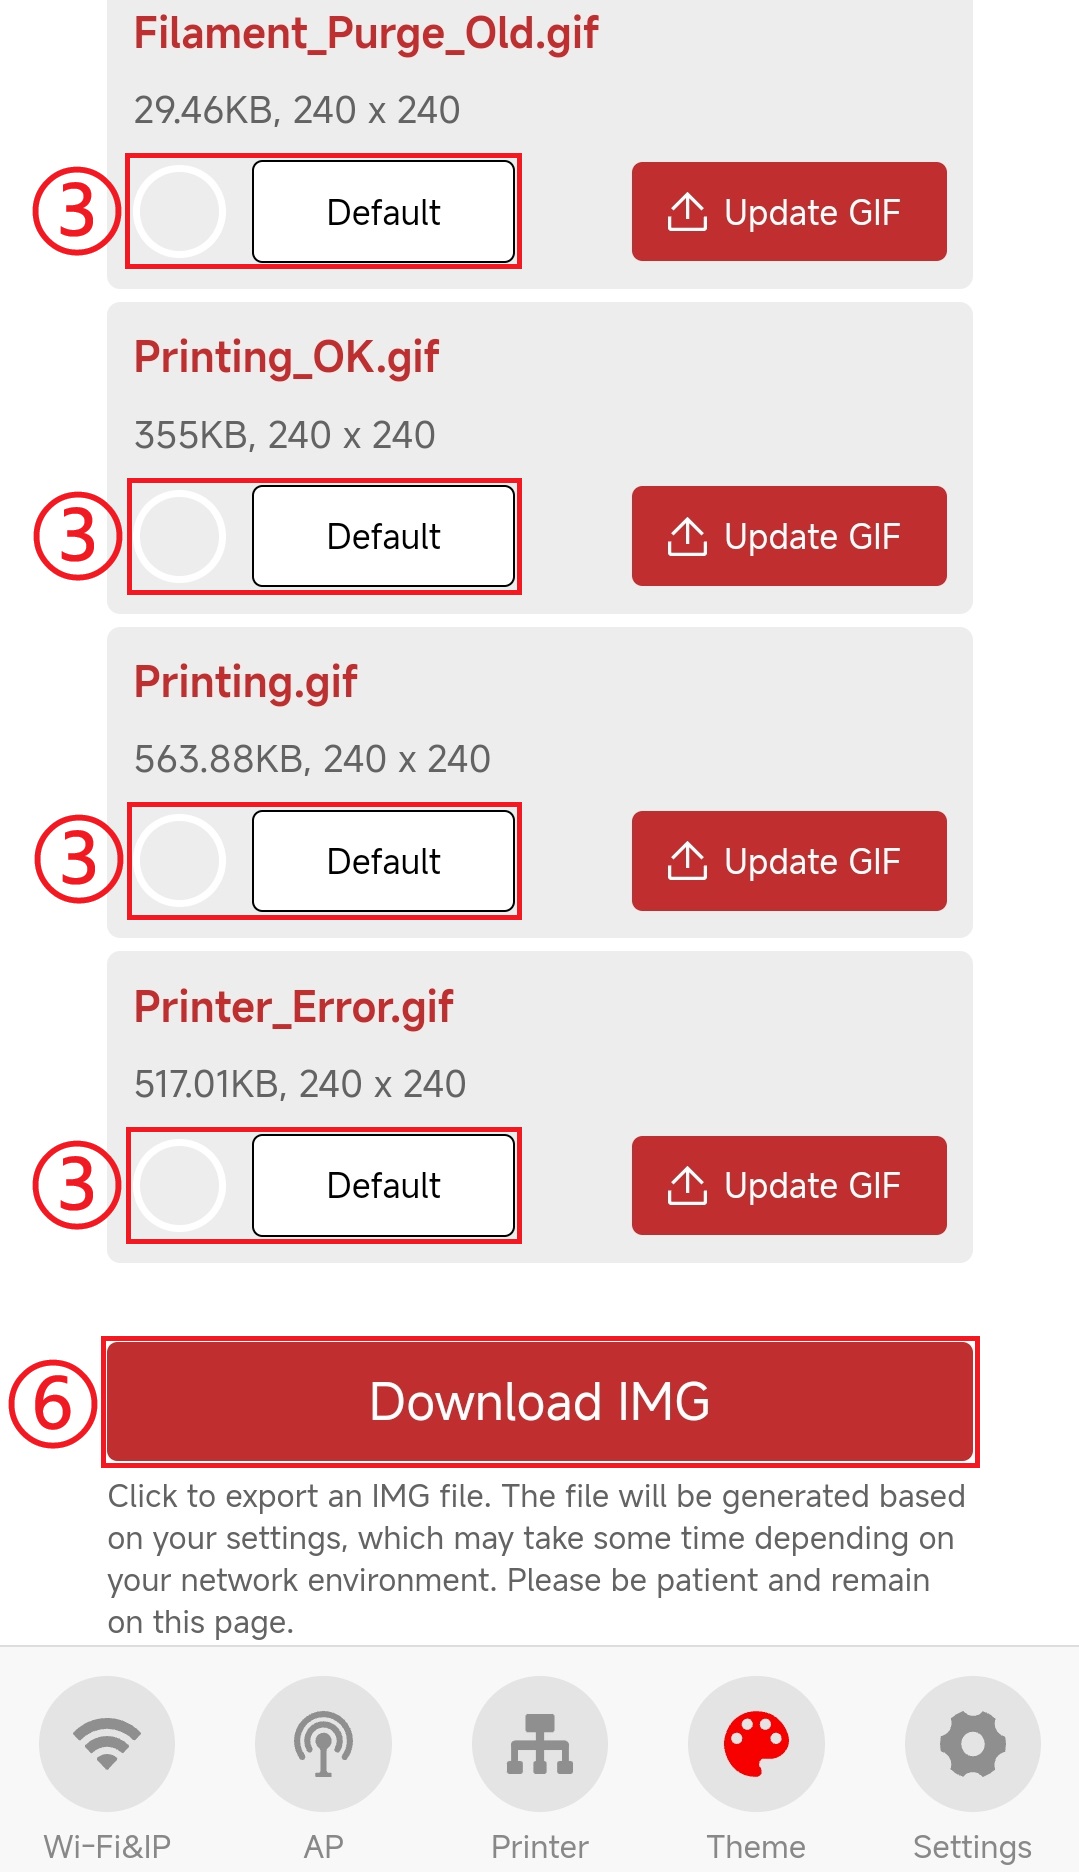 Filament_Purge_Old.gif
29.46KB, 240 x 240
③ Default Update GIF
Printing_OK.gif
355KB, 240 x 240
③ Default Update GIF
Printing.gif
563.88KB, 240 x 240
③ Default Update GIF
Printer_Error.gif
517.01KB, 240 x 240
③ Default Update GIF
⑥ Download IMG
Click to export an IMG file. The file will be generated based
on your settings, which may take some time depending on
your network environment. Please be patient and remain
on this page.
Wi-Fi&IP AP Printer Theme Settings